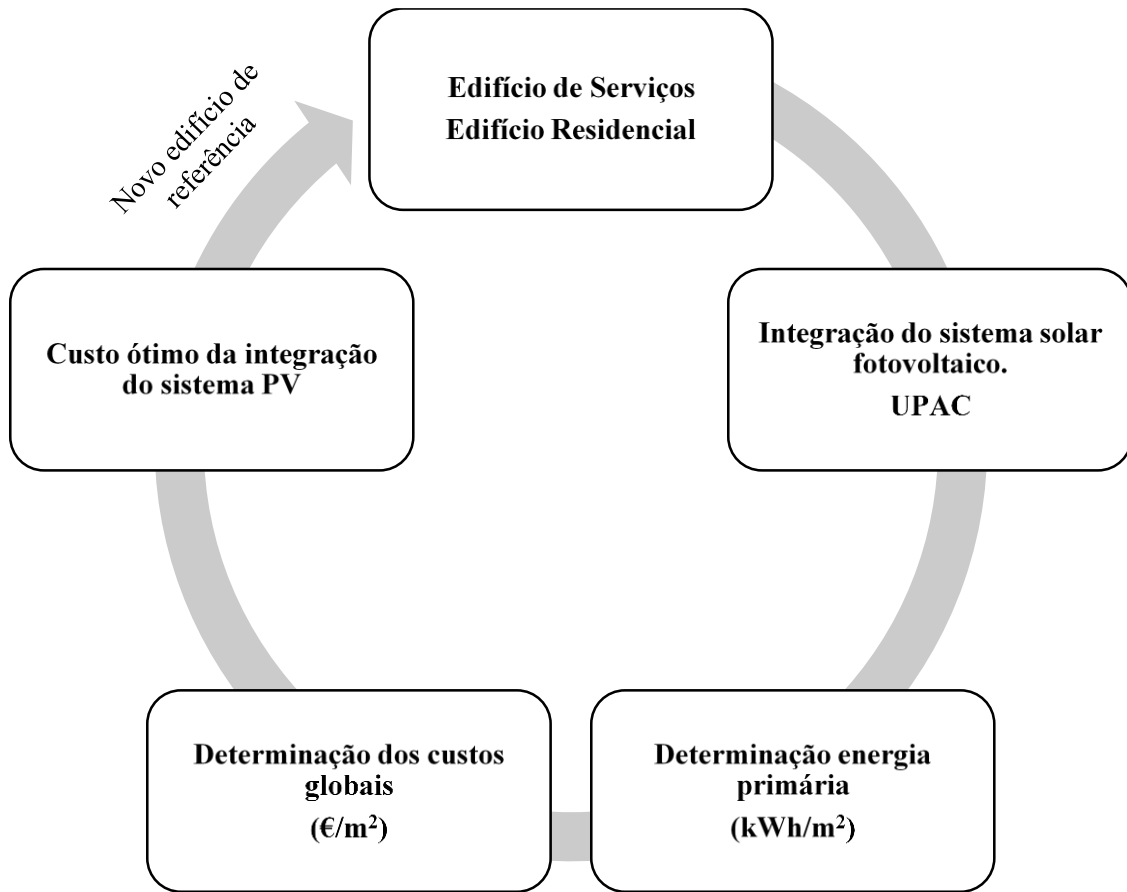 Edifício de Serviços
Edifício Residencial
Novo edifício de
referência
Integração do sistema solar
fotovoltaico.
UPAC
Custo ótimo da integração
do sistema PV
Determinação dos custos
globais
(€/m²)
Determinação energia
primária
(kWh/m²)